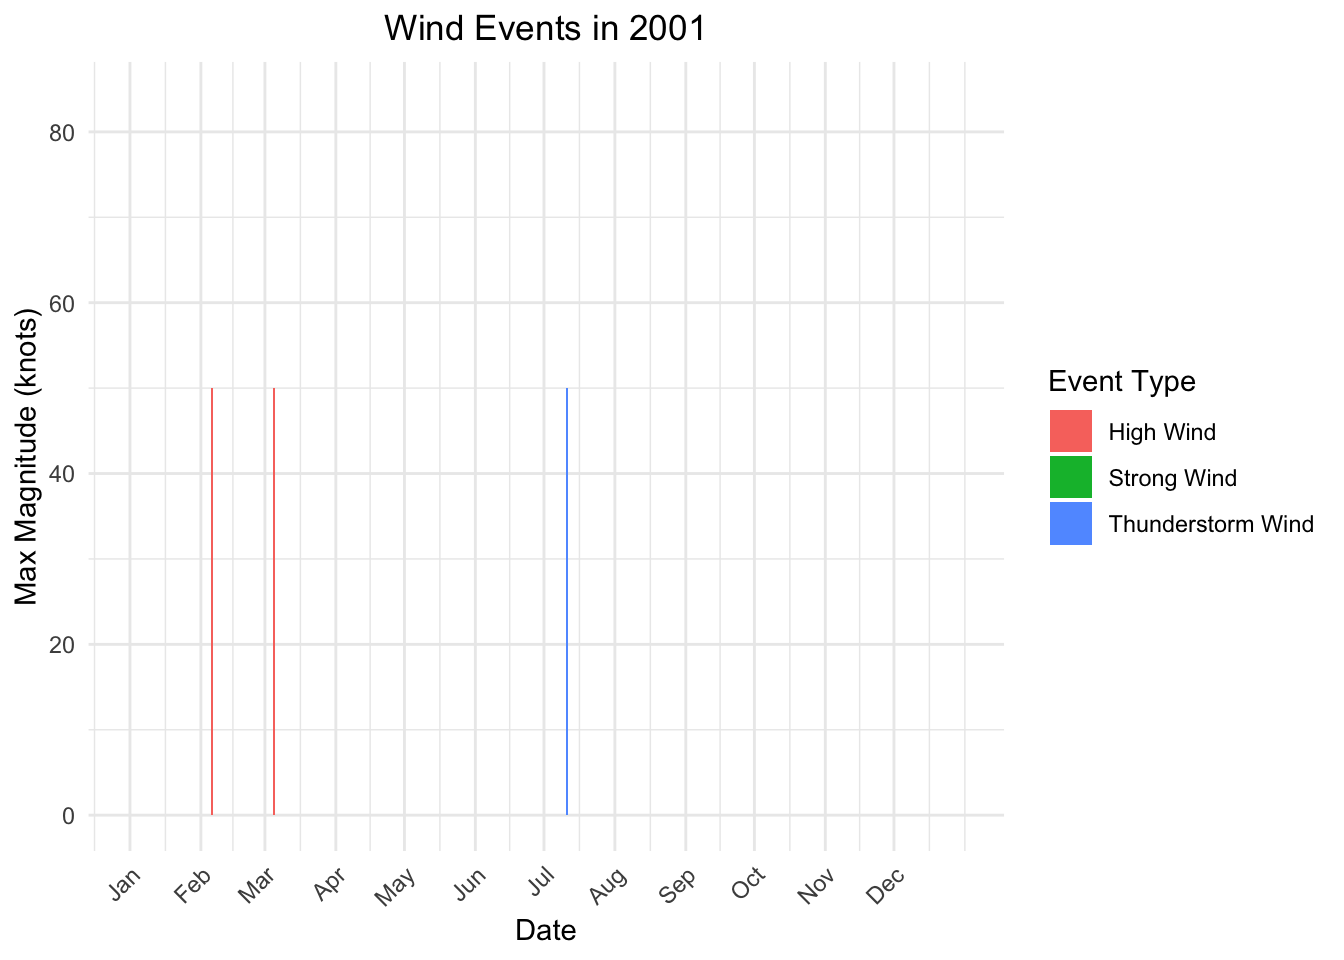 Wind Events in 2001
Max Magnitude (knots)
80
60
40
20
0
Jan
Feb
Mar
Apr
May
Jun
Jul
Aug
Sep
Oct
Nov
Dec
Date
Event Type
High Wind
Strong Wind
Thunderstorm Wind